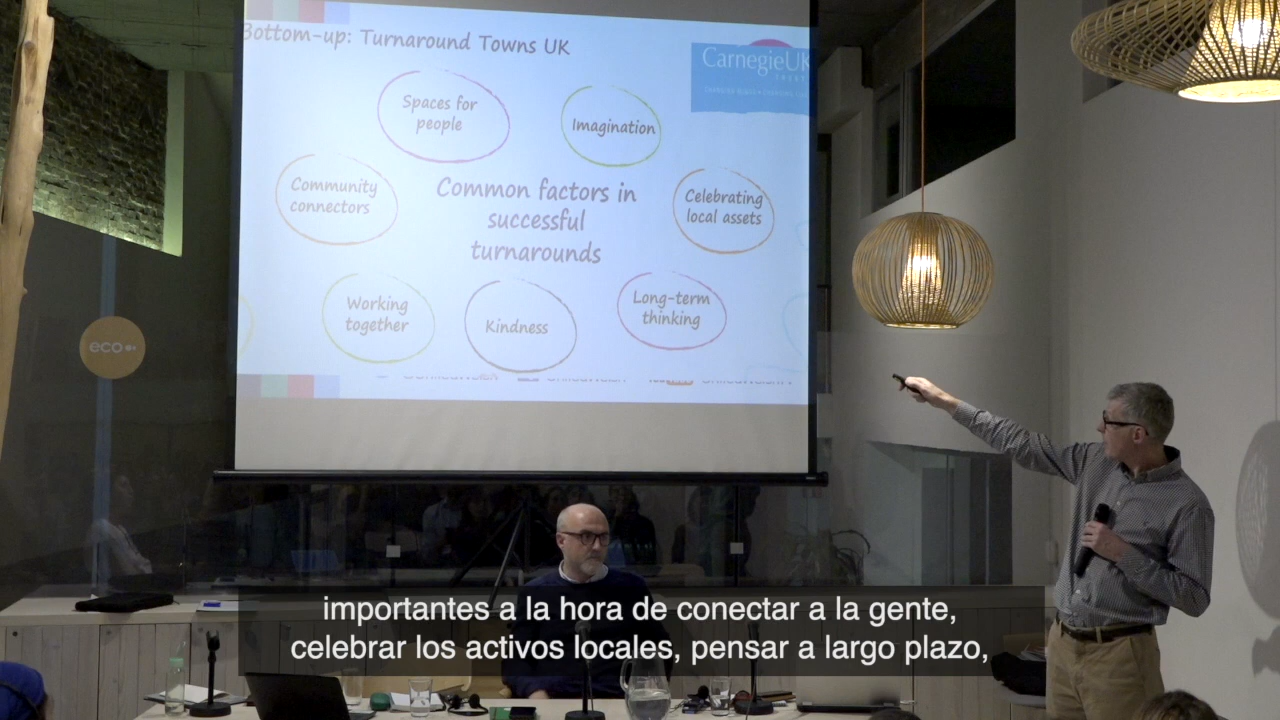 Bottom-up: Turnaround Towns UK
CarnegieUK
TRUST
Spaces for
people
Imagination
Community
connectors
Common factors in
successful
turnarounds
Celebrating
local assets
Working
together
Kindness
Long-term
thinking
eco
importantes a la hora de conectar a la gente,
celebrar los activos locales, pensar a largo plazo,